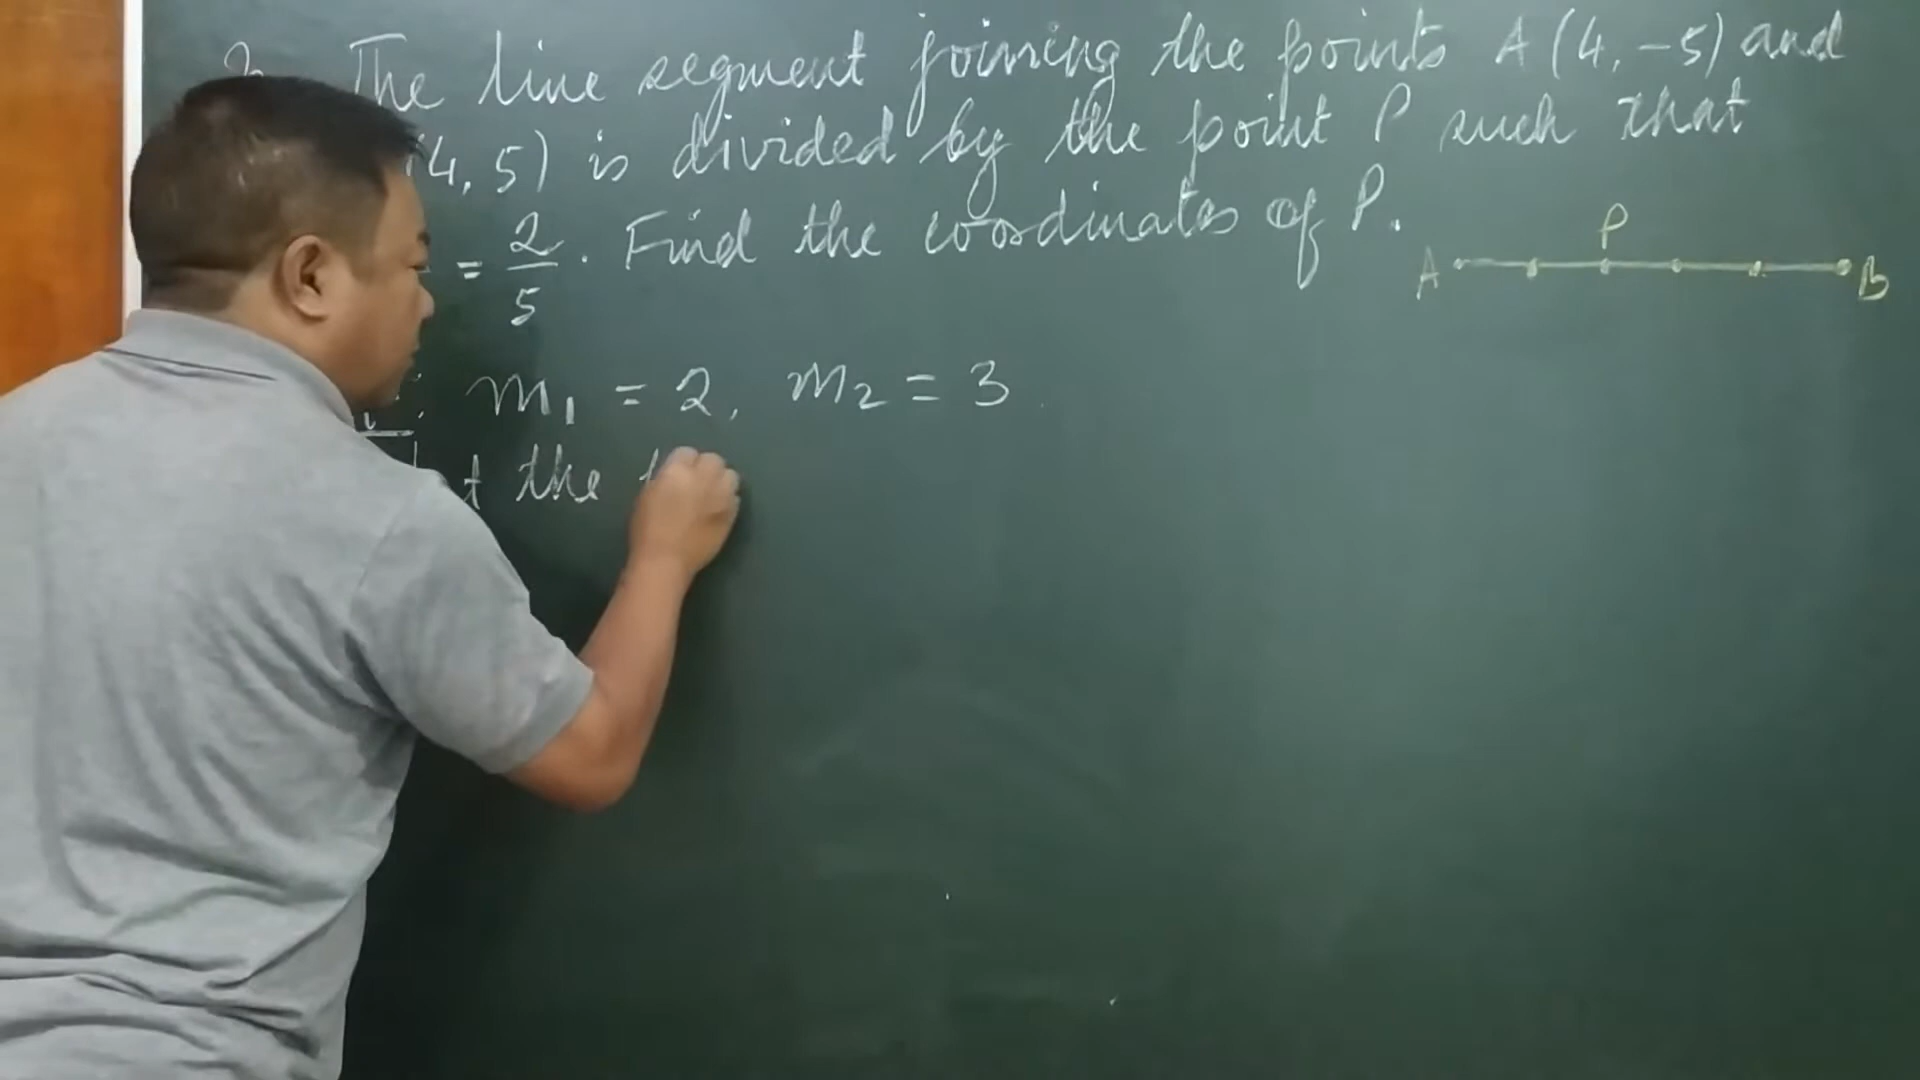 The line segment joining the points A (4, -5) and
(4, 5) is divided by the point P such that
= 2/5 . Find the coordinates of P.
P
A B
m₁ = 2, m₂ = 3
the